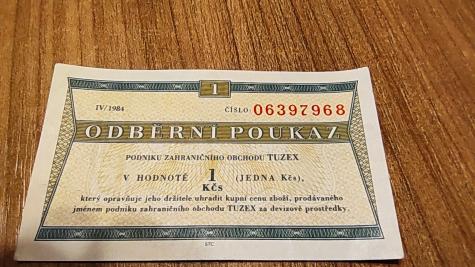 1
IV/1984 ČÍSLO: 06397968
ODBĚRNÍ POUKAZ
PODNIKU ZAHRANIČNÍHO OBCHODU TUZEX
V HODNOTĚ 1 (JEDNA Kčs),
Kčs
který opravňuje jeho držitele uhradit kupní cenu zboží, prodávaného
jménem podniku zahraničního obchodu TUZEX za devizové prostředky.
STC